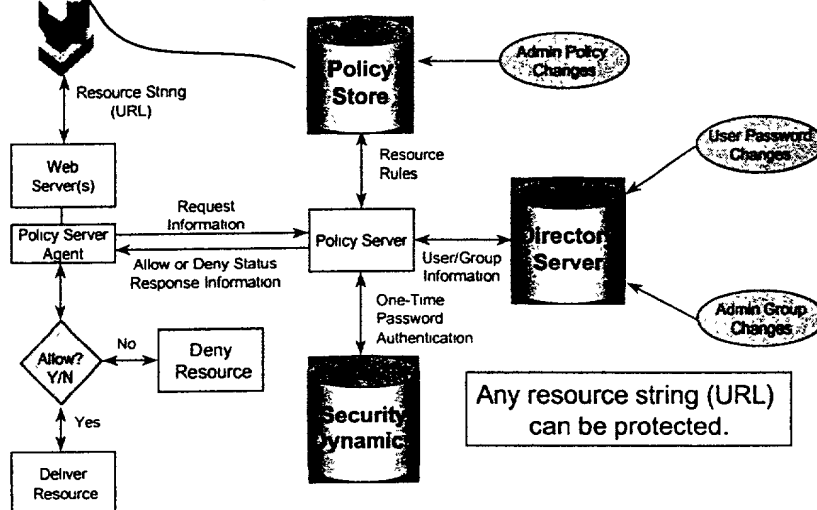 Admin Policy
Changes
Policy
Store
Resource String
(URL)
User Password
Changes
Web
Server(s)
Resource
Rules
Request
Information
Policy Server
Agent
Policy Server
Allow or Deny Status
Response Information
User/Group
Information
Director
Server
One-Time
Password
Authentication
Admin Group
Changes
Allow?
Y/N
No
Deny
Resource
Yes
Security
Dynamic
Any resource string (URL)
can be protected.
Deliver
Resource